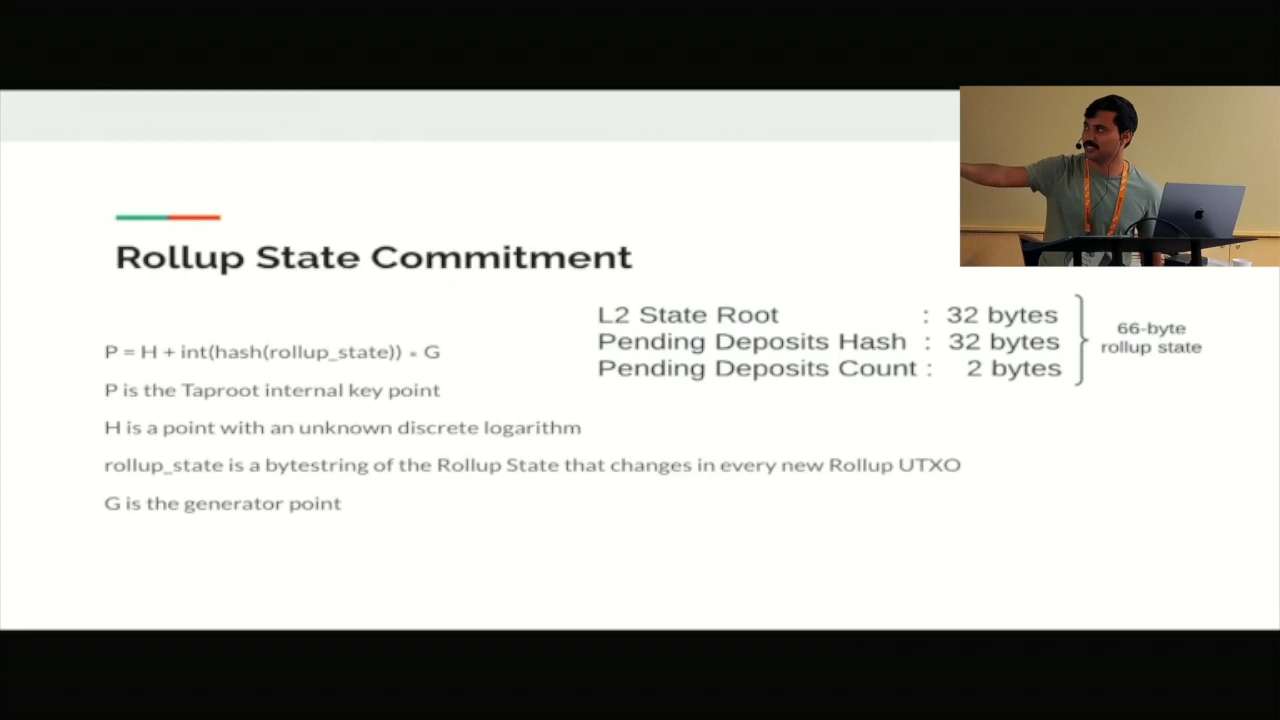 Rollup State Commitment
P = H + int(hash(rollup_state)) * G
P is the Taproot internal key point
H is a point with an unknown discrete logarithm
rollup_state is a bytestring of the Rollup State that changes in every new Rollup UTXO
G is the generator point
L2 State Root : 32 bytes
Pending Deposits Hash : 32 bytes
Pending Deposits Count : 2 bytes
66-byte
rollup state